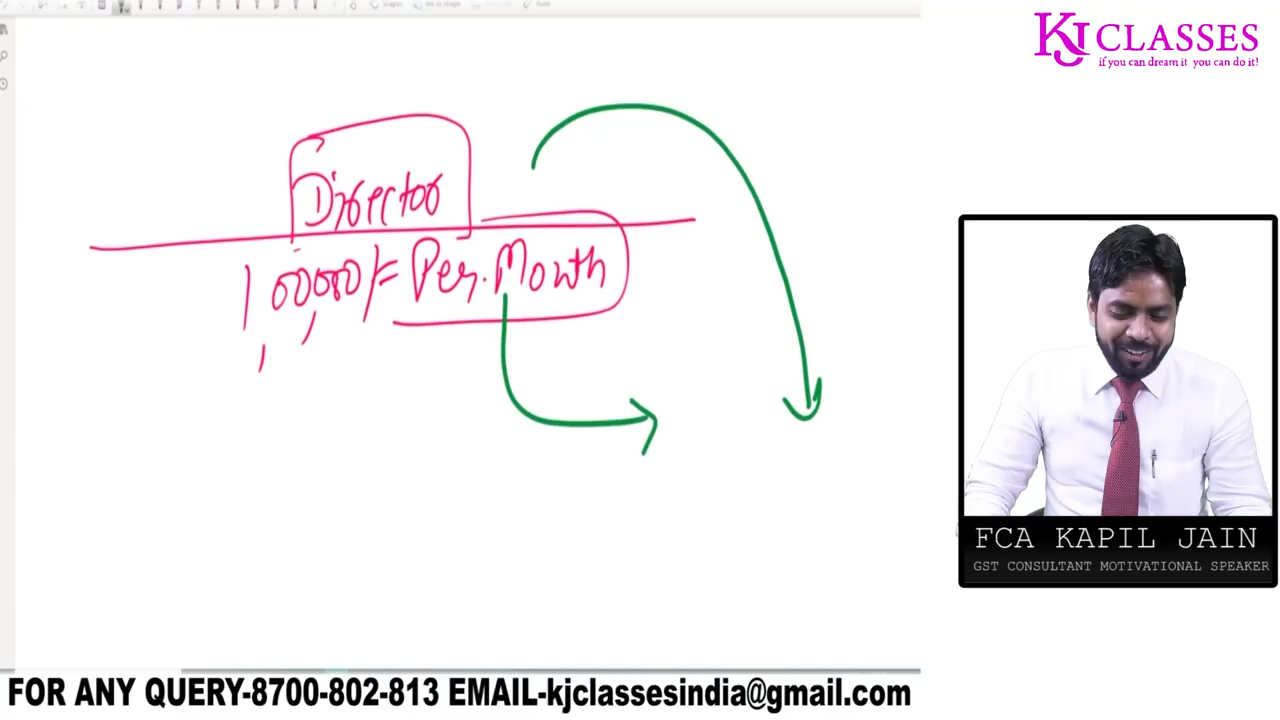 KJ CLASSES
if you can dream it you can do it!
Director
1,00,000/= Per. Month
FCA KAPIL JAIN
GST CONSULTANT MOTIVATIONAL SPEAKER
FOR ANY QUERY-8700-802-813 EMAIL-kjclassesindia@gmail.com